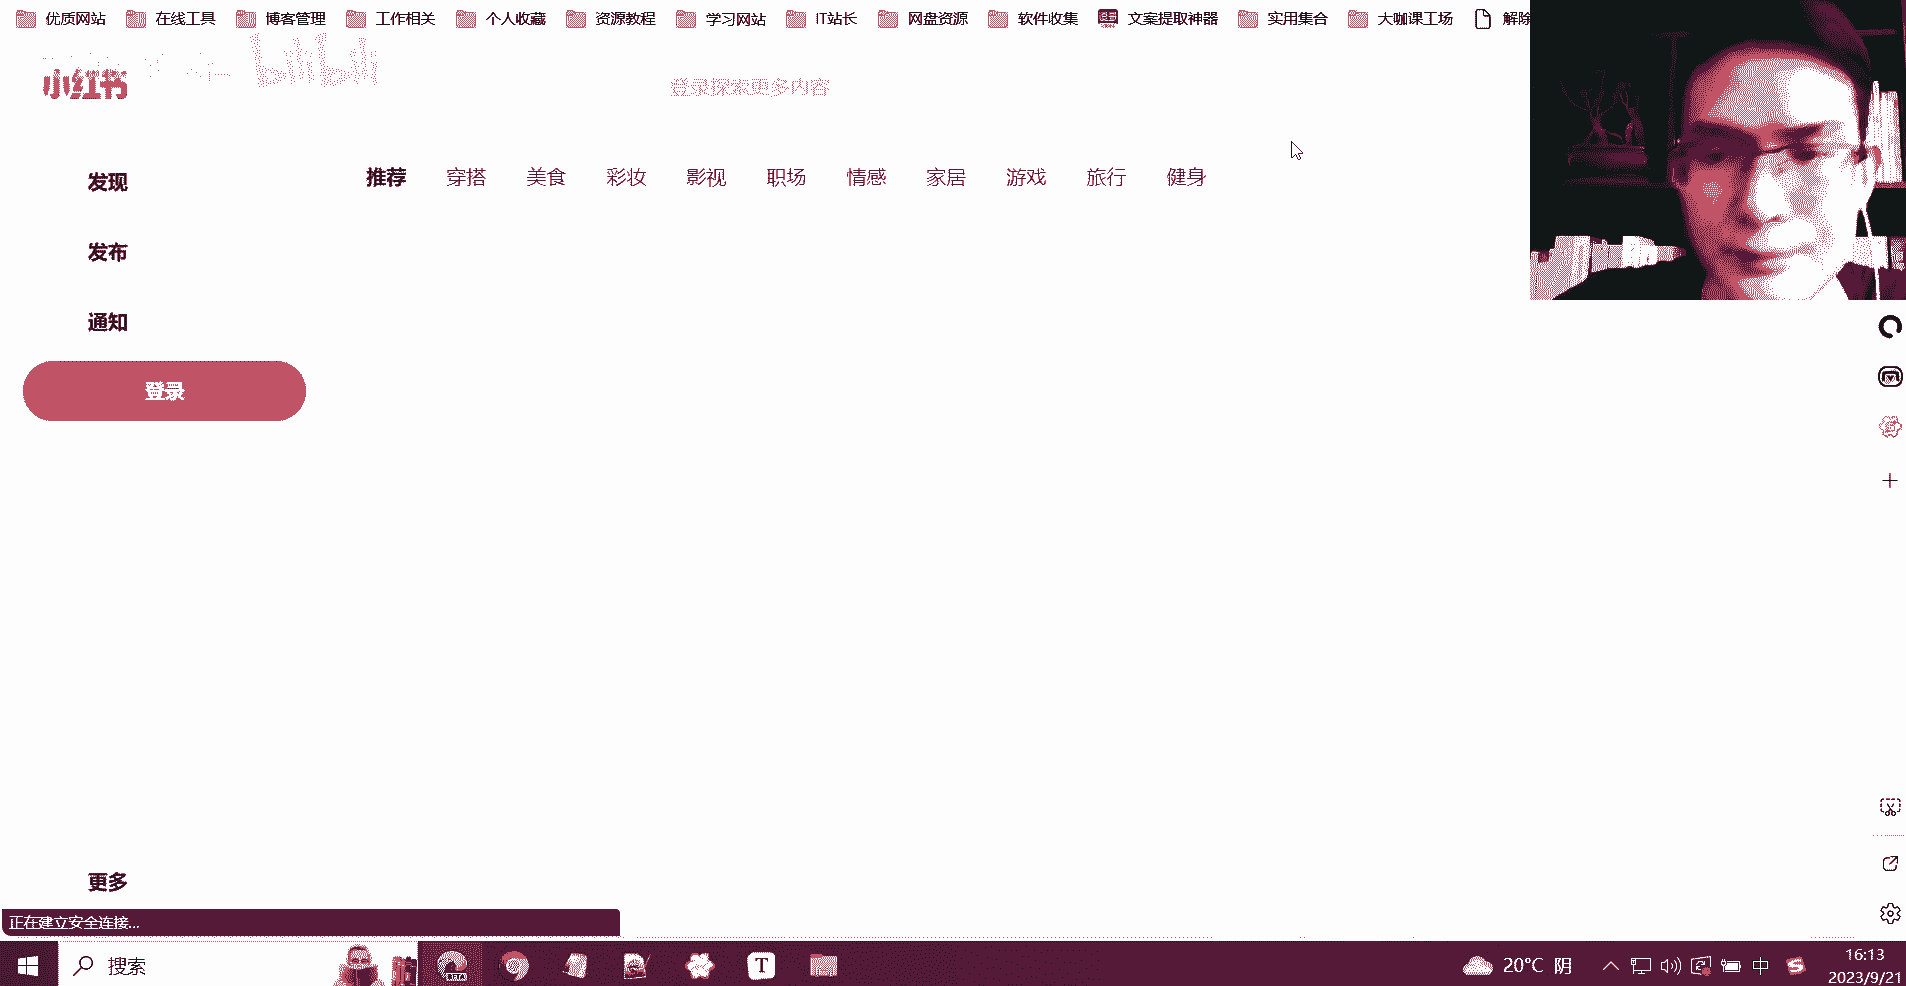 优质网站 在线工具 博客管理 工作相关 个人收藏 资源教程 学习网站 IT站长 网盘资源 软件收集 文案提取神器 实用集合 大咖课工场 解除
bilibili
小红书
登录探索更多内容
推荐 穿搭 美食 彩妆 影视 职场 情感 家居 游戏 旅行 健身
发现
发布
通知
登录
更多
正在建立安全连接...
搜索
BETA
T
20°C 阴
中
S
16:13
2023/9/21